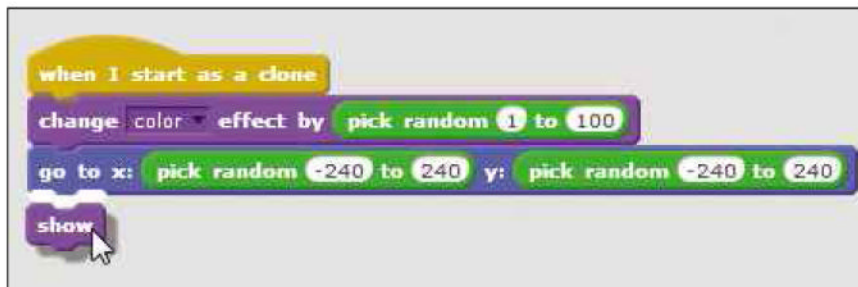 when I start as a clone
change color effect by pick random 1 to 100
go to x: pick random -240 to 240 y: pick random -240 to 240
show